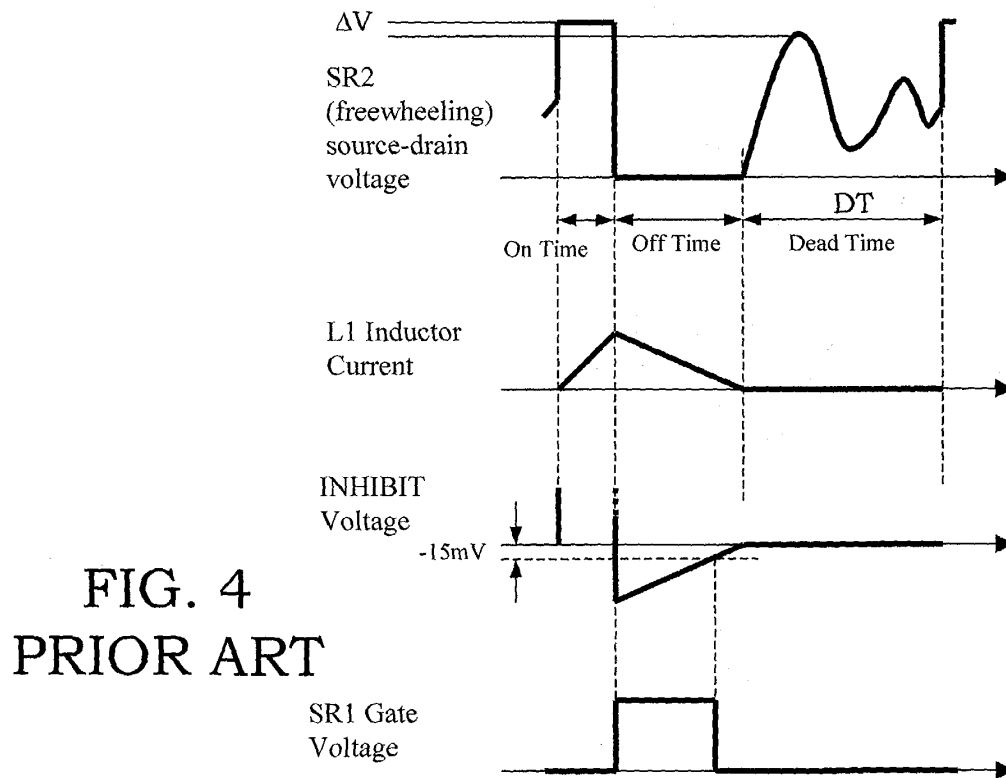 ΔV
SR2
(freewheeling)
source-drain
voltage
DT
On Time
Off Time
Dead Time
L1 Inductor
Current
INHIBIT
Voltage
-15mV
FIG. 4
PRIOR ART
SR1 Gate
Voltage